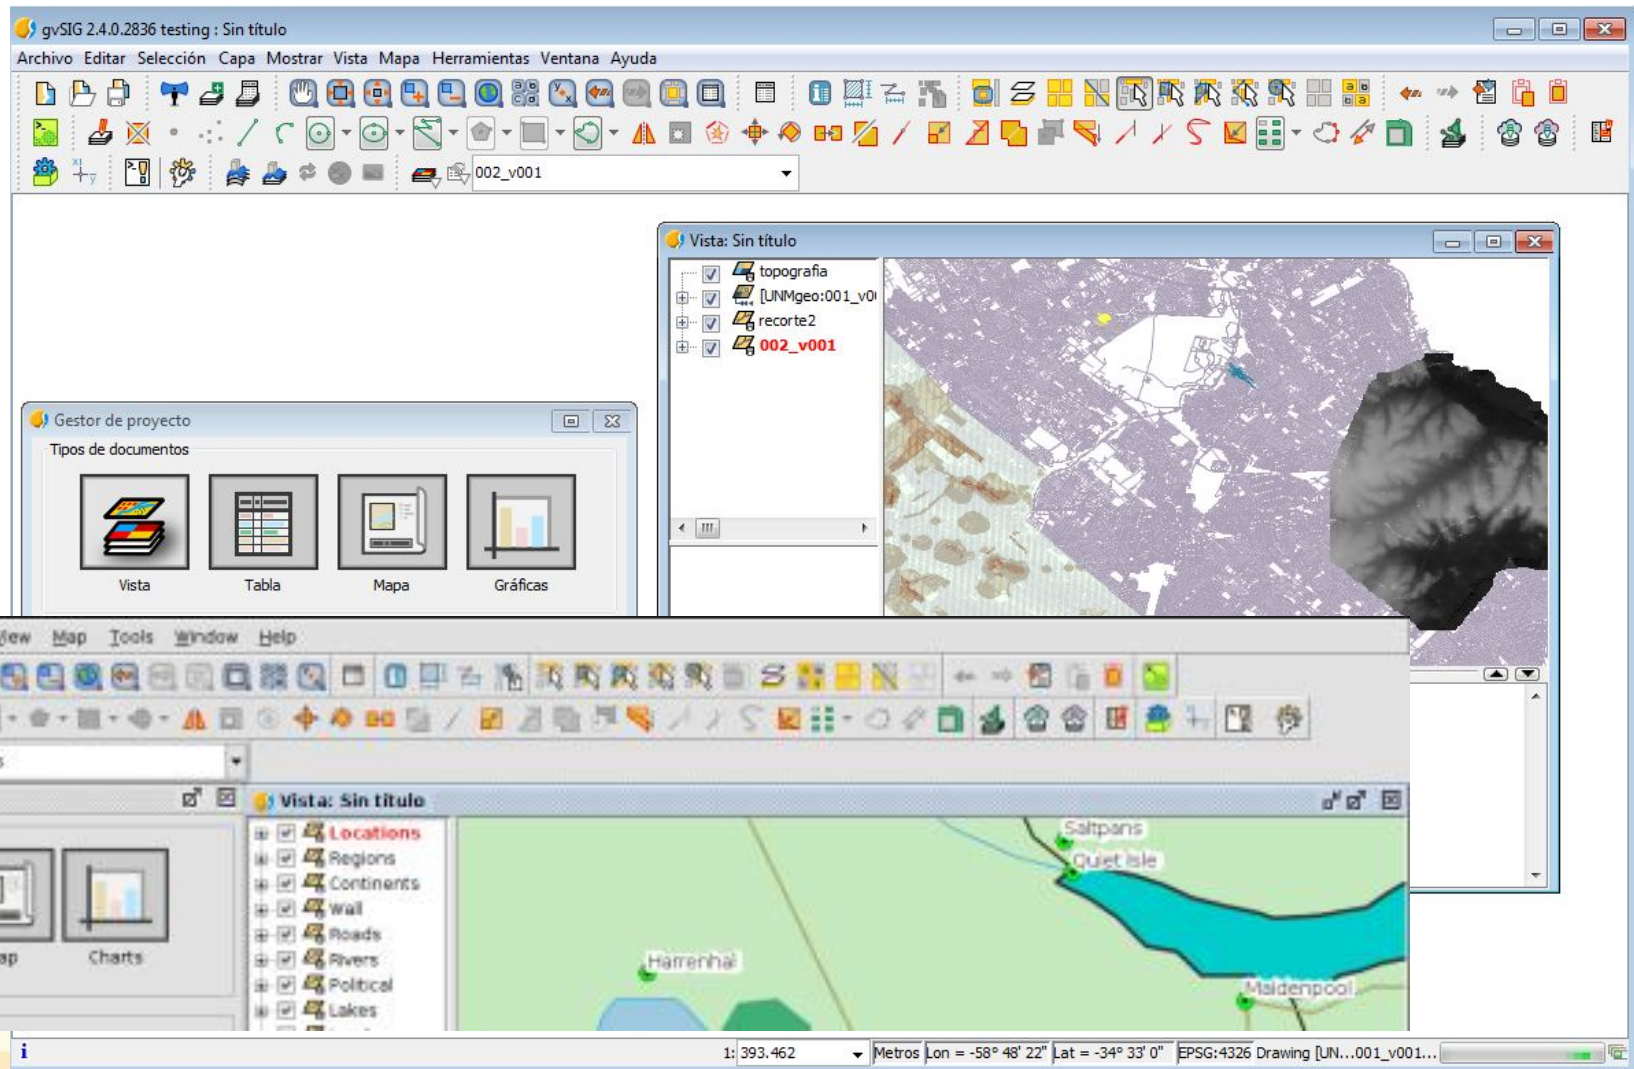 gvSIG 2.4.0.2836 testing : Sin título
Archivo Editar Selección Capa Mostrar Vista Mapa Herramientas Ventana Ayuda
002_v001
Vista: Sin título
topografia
[UNMgeo:001_v0
recorte2
002_v001
Gestor de proyecto
Tipos de documentos
Vista Tabla Mapa Gráficas
View Map Tools Window Help
s
Vista: Sin titulo
Locations
Regions
Continents
Wall
Roads
Rivers
Political
Lakes
ap Charts
Saltpans
Quiet Isle
Harrenhal
Maidenpool
1: 393.462 Metros Lon = -58° 48' 22" Lat = -34° 33' 0" EPSG:4326 Drawing [UN...001_v001...